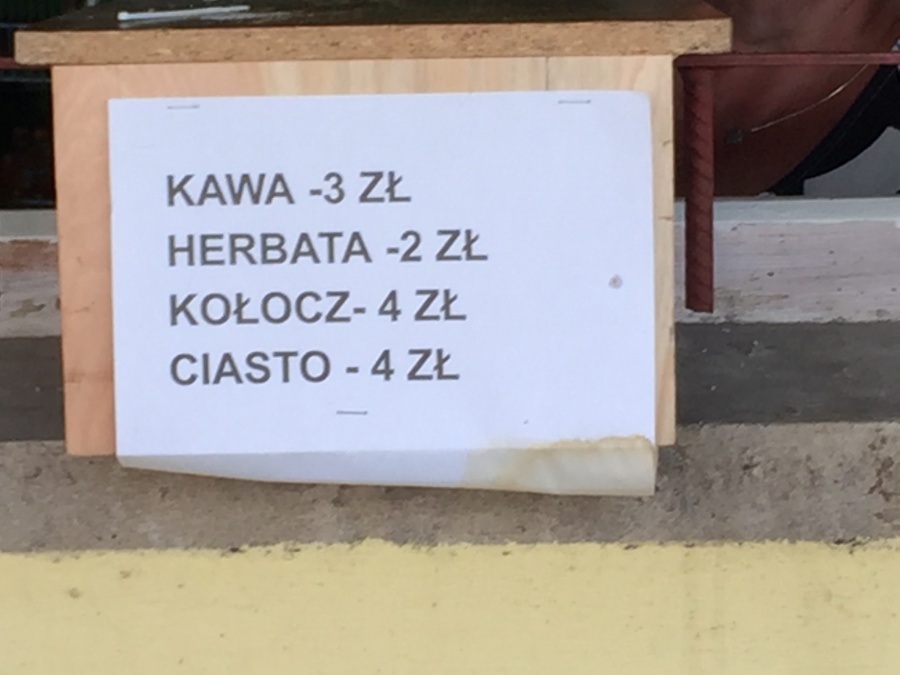 KAWA -3 ZŁ
HERBATA -2 ZŁ
KOŁOCZ- 4 ZŁ
CIASTO - 4 ZŁ